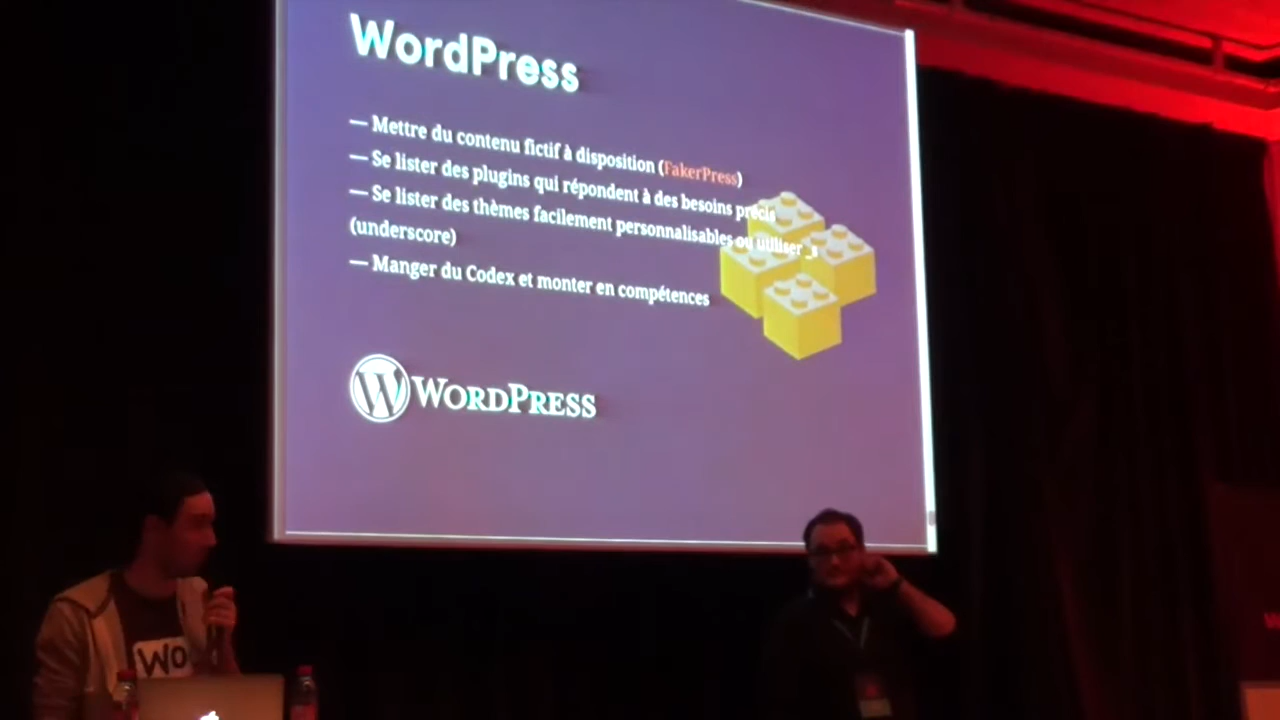 WordPress
— Mettre du contenu fictif à disposition (FakerPress)
— Se lister des plugins qui répondent à des besoins précis
— Se lister des thèmes facilement personnalisables ou utiliser _s
(underscore)
— Manger du Codex et monter en compétences
WORDPRESS
Wo